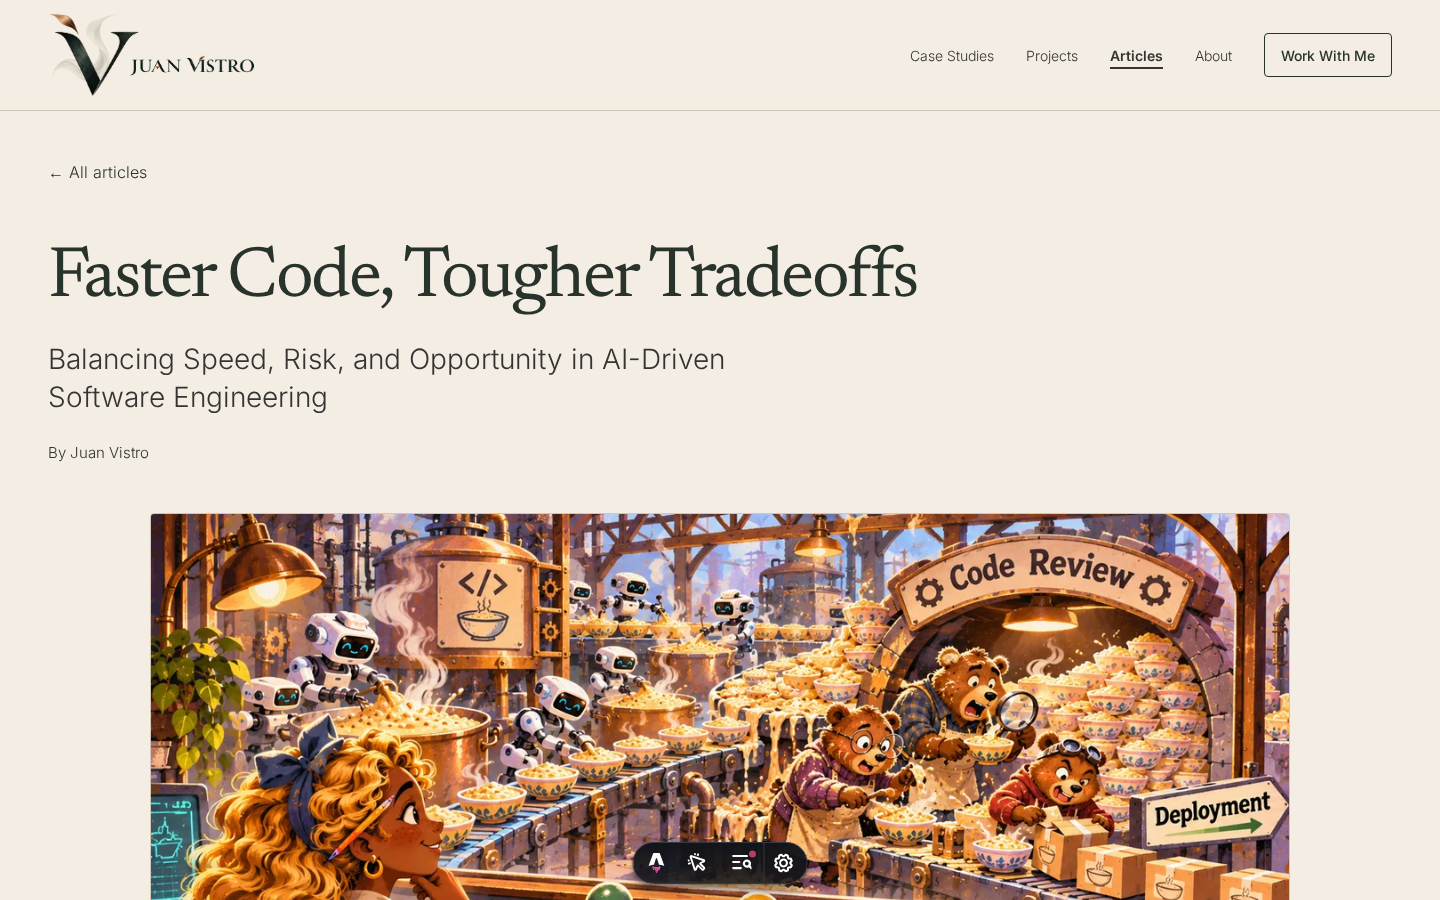 JUAN VISTRO
Case Studies
Projects
Articles
About
Work With Me
← All articles
Faster Code, Tougher Tradeoffs
Balancing Speed, Risk, and Opportunity in AI-Driven
Software Engineering
By Juan Vistro
</>
Code Review
Deployment